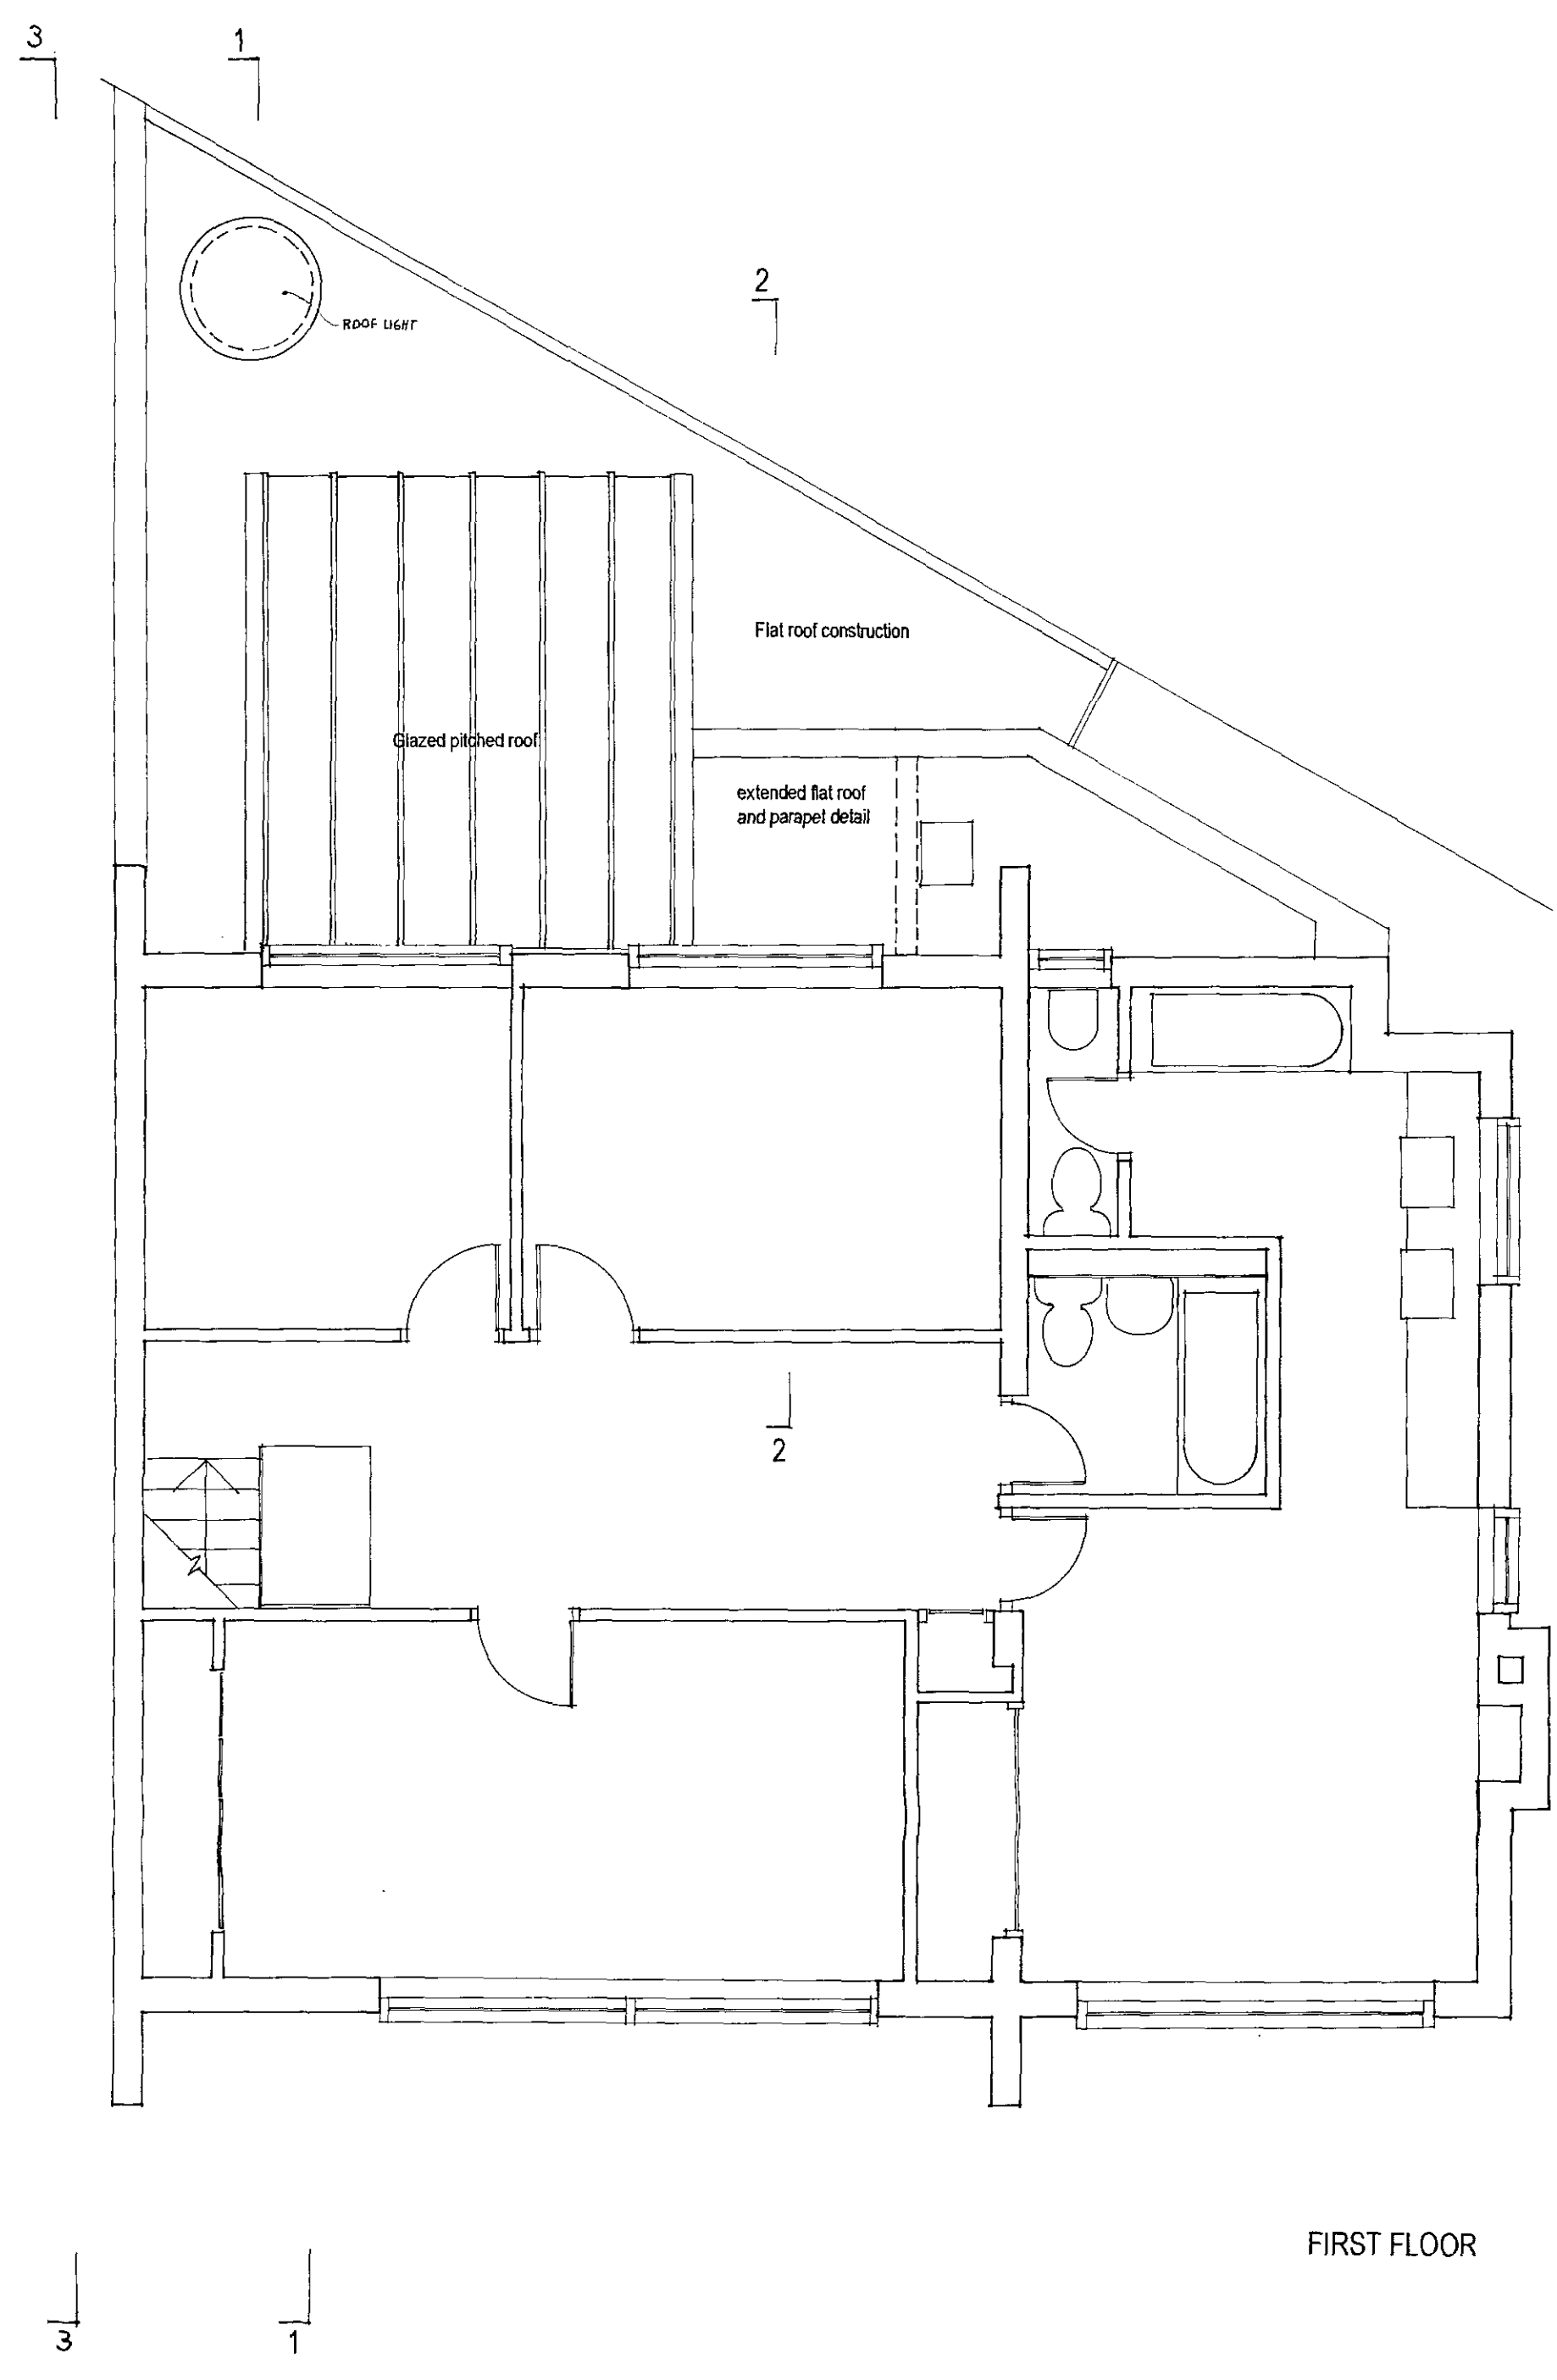 3
1
2
ROOF LIGHT
Flat roof construction
Glazed pitched roof
extended flat roof
and parapet detail
2
FIRST FLOOR
3
1